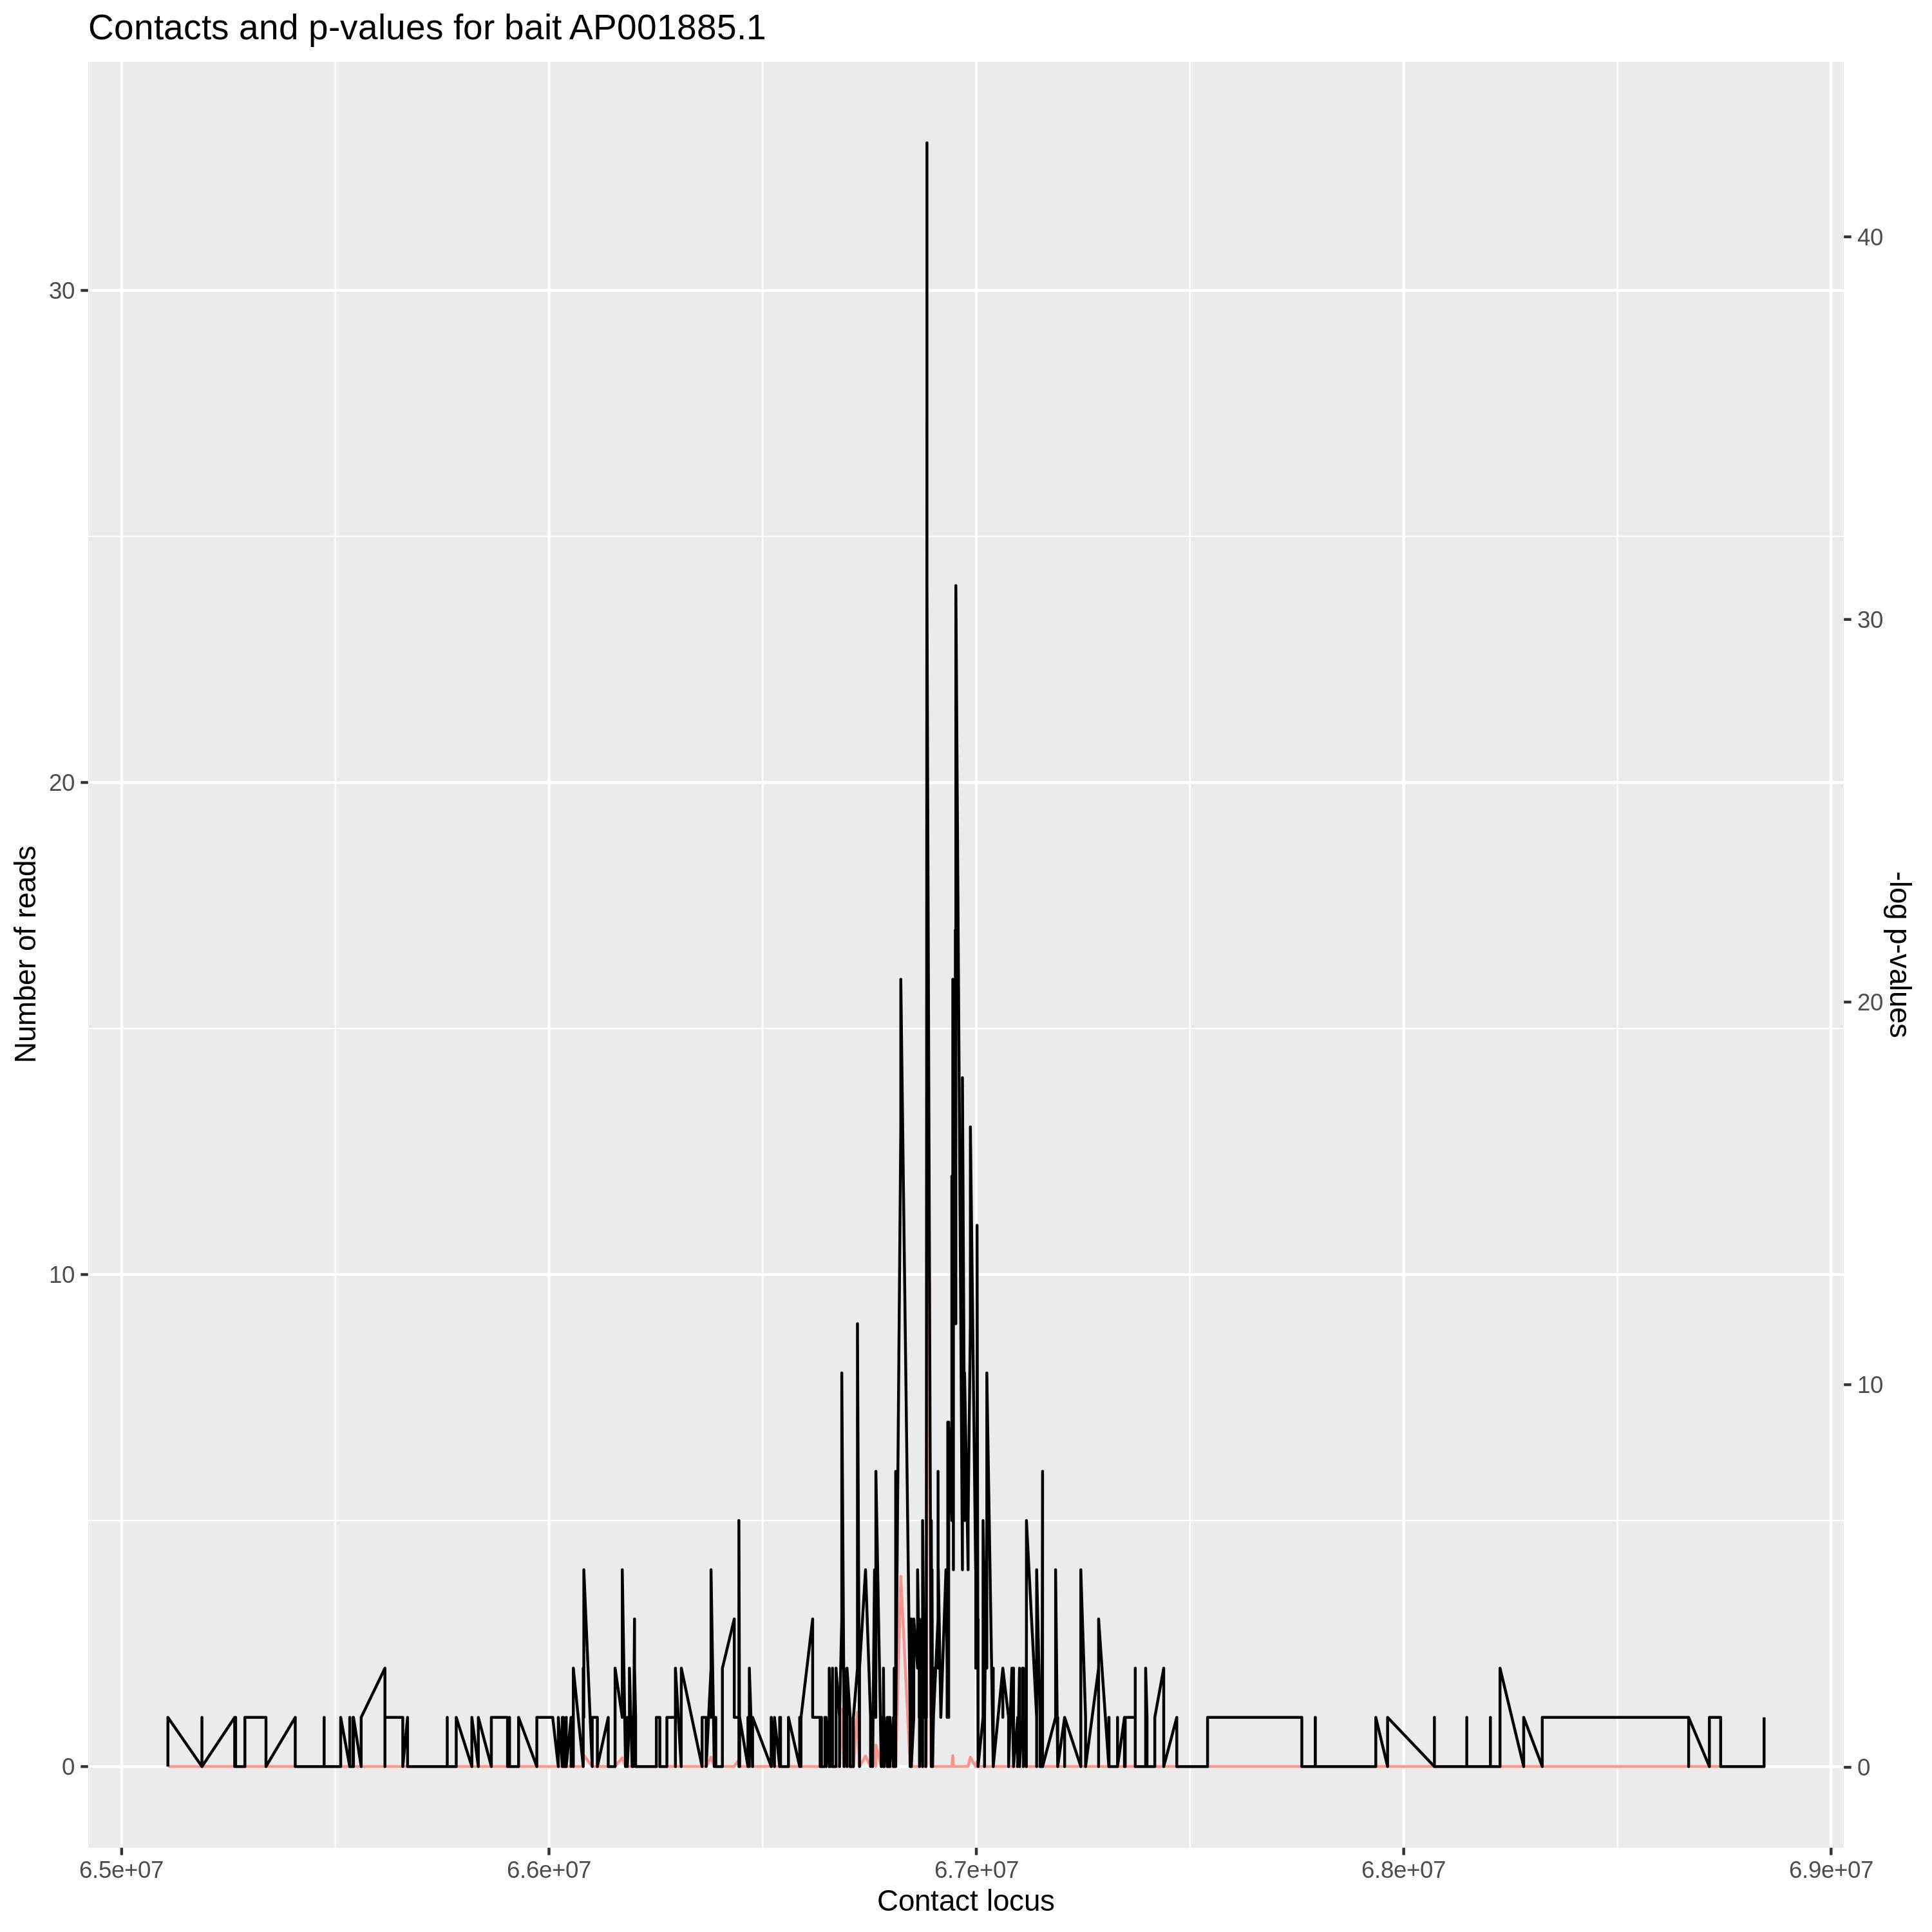 Contacts and p-values for bait AP001885.1
30
20
10
0
Number of reads
40
30
20
10
0
-log p-values
6.5e+07
6.6e+07
6.7e+07
6.8e+07
6.9e+07
Contact locus